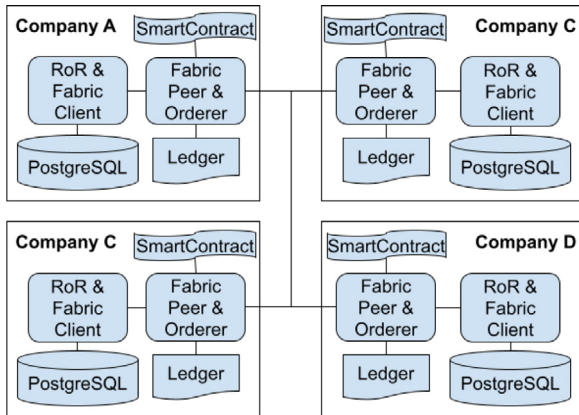 Company A
SmartContract
RoR &
Fabric
Client
Fabric
Peer &
Orderer
PostgreSQL
Ledger
SmartContract
Company C
Fabric
Peer &
Orderer
RoR &
Fabric
Client
Ledger
PostgreSQL
Company C
SmartContract
RoR &
Fabric
Client
Fabric
Peer &
Orderer
PostgreSQL
Ledger
SmartContract
Company D
Fabric
Peer &
Orderer
RoR &
Fabric
Client
Ledger
PostgreSQL